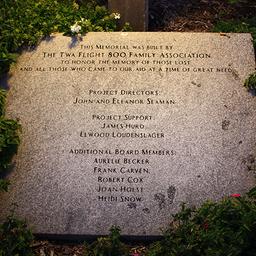 This Memorial was built by
The TWA Flight 800 Family Association
to honor the memory of those lost
and all those who came to our aid at a time of great need.
Project Directors:
John and Eleanor Seaman
Project Support:
James Hurd
Elwood Loudenslager
Additional Board Members:
Aurelie Becker
Frank Carven
Robert Cox
Joan Holst
Heidi Snow